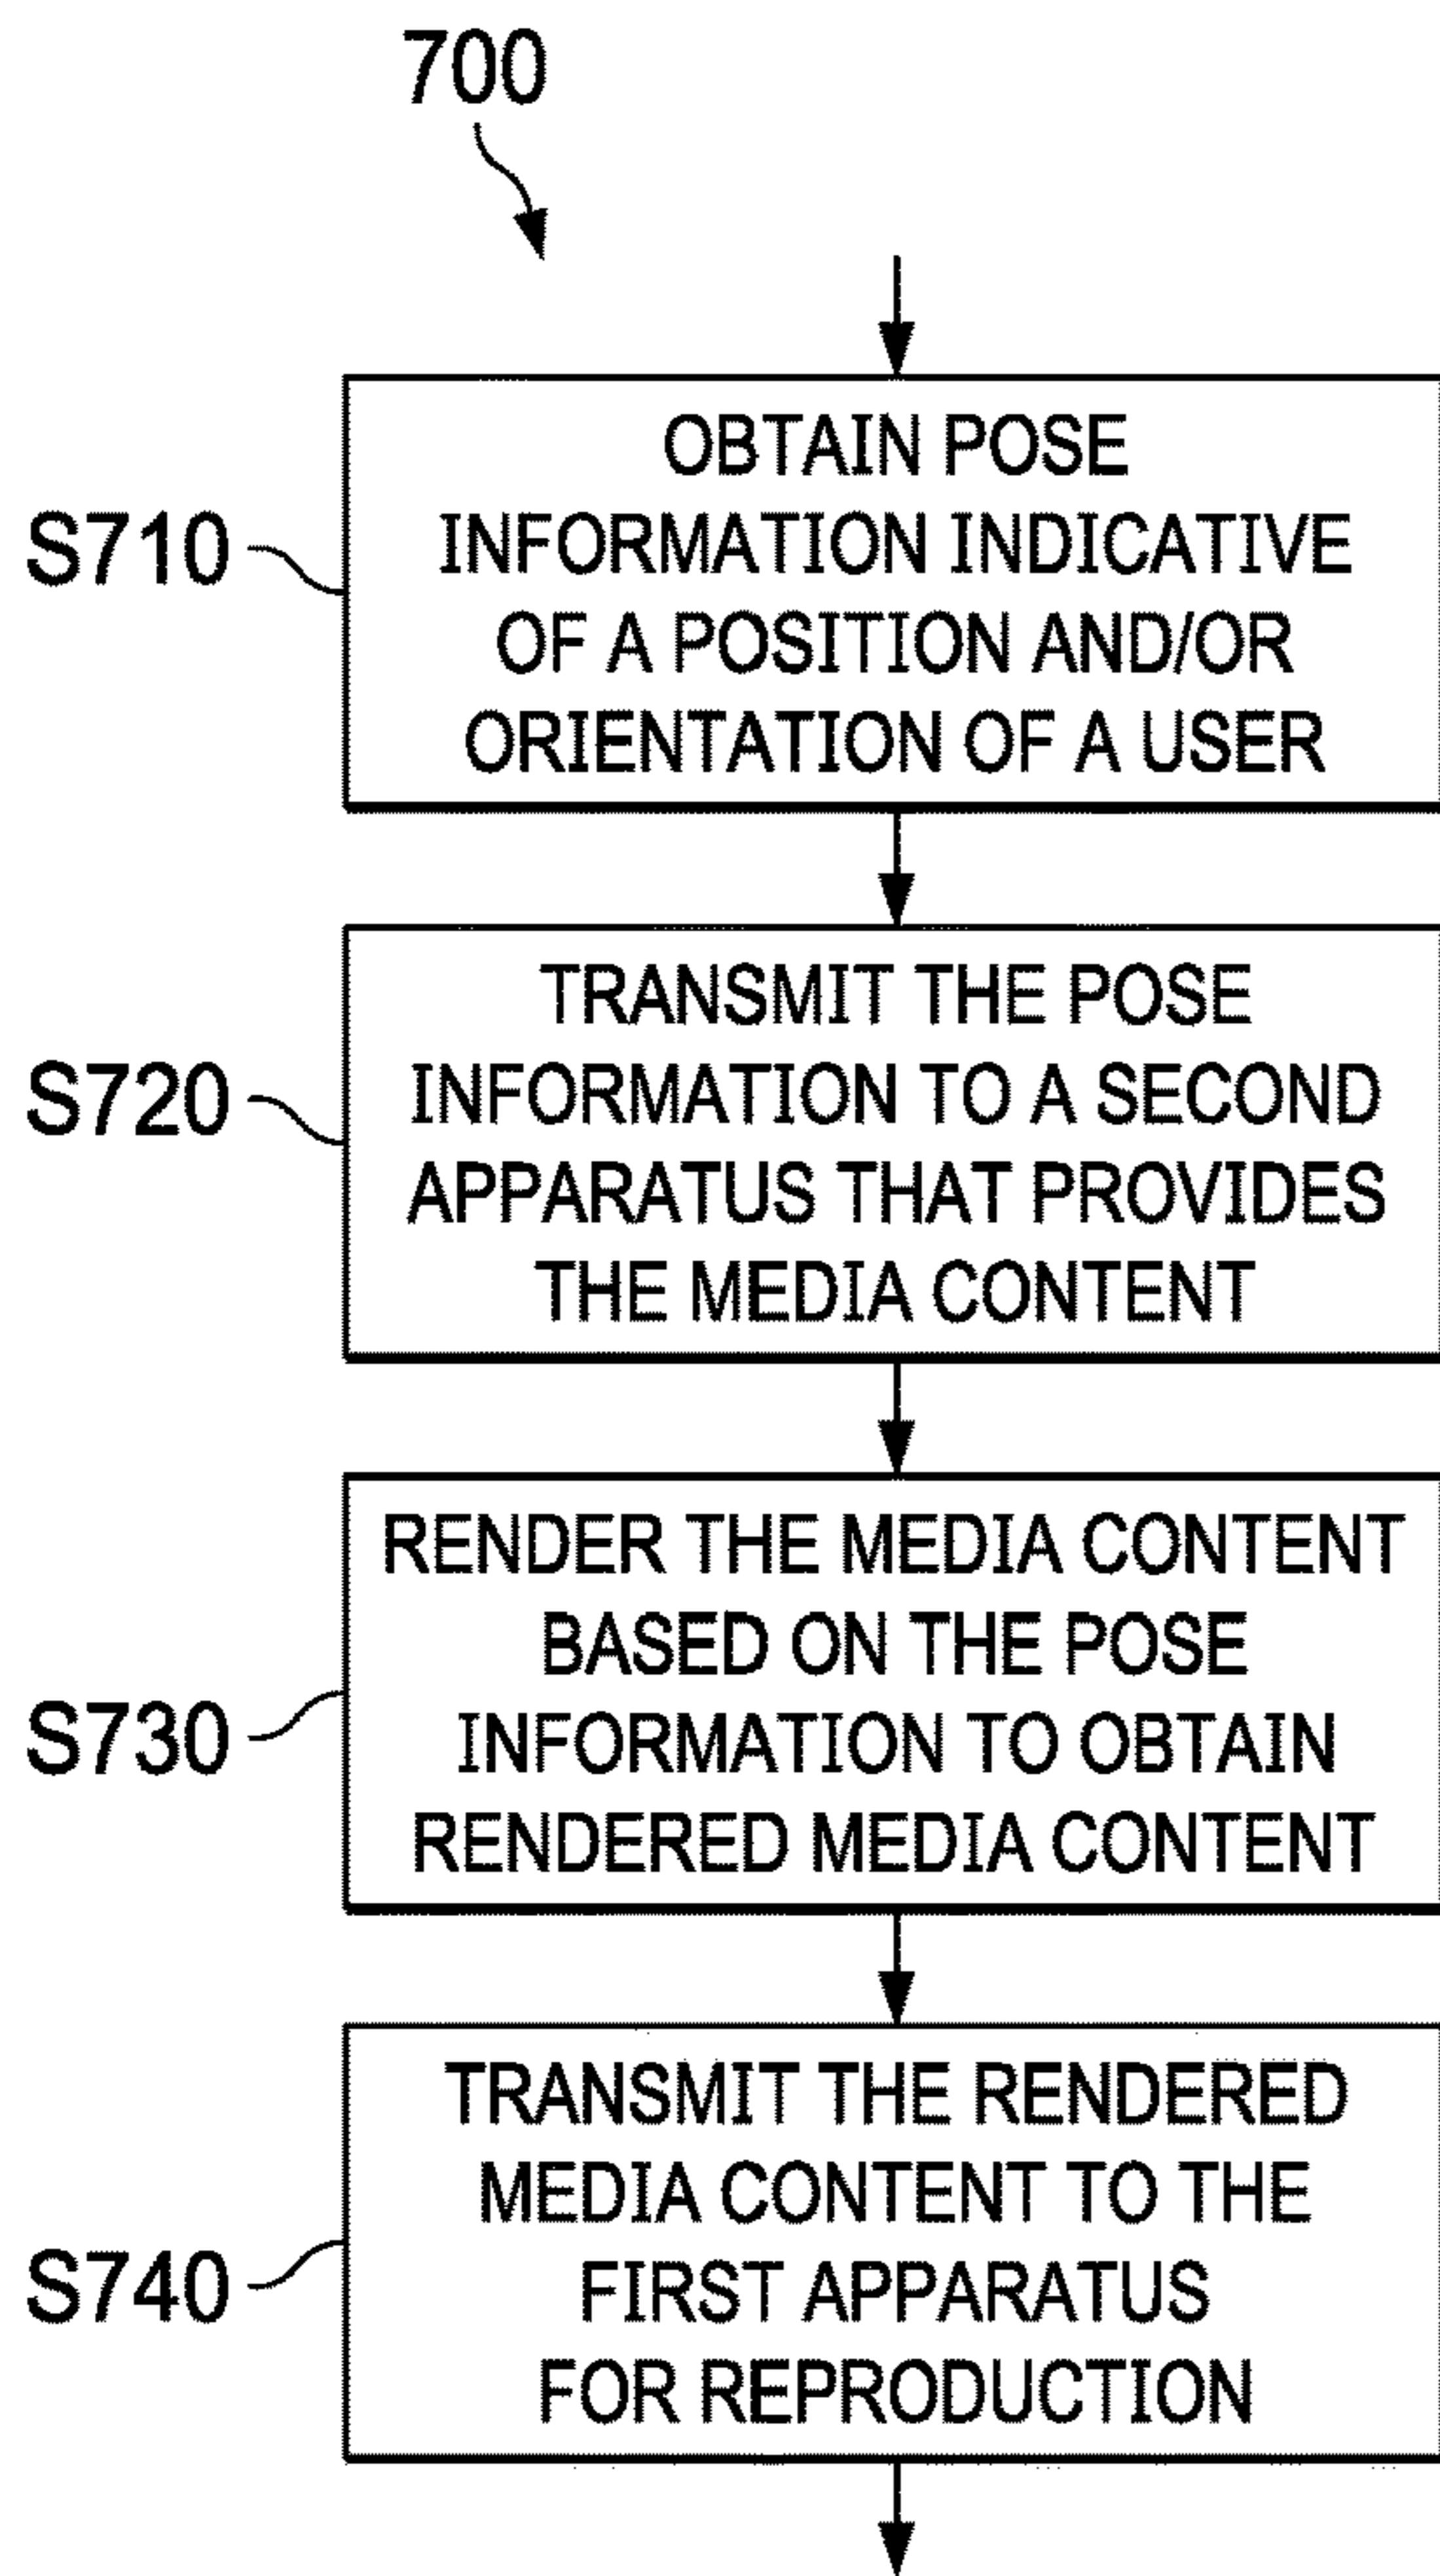 700
S710
OBTAIN POSE
INFORMATION INDICATIVE
OF A POSITION AND/OR
ORIENTATION OF A USER
S720
TRANSMIT THE POSE
INFORMATION TO A SECOND
APPARATUS THAT PROVIDES
THE MEDIA CONTENT
S730
RENDER THE MEDIA CONTENT
BASED ON THE POSE
INFORMATION TO OBTAIN
RENDERED MEDIA CONTENT
S740
TRANSMIT THE RENDERED
MEDIA CONTENT TO THE
FIRST APPARATUS
FOR REPRODUCTION